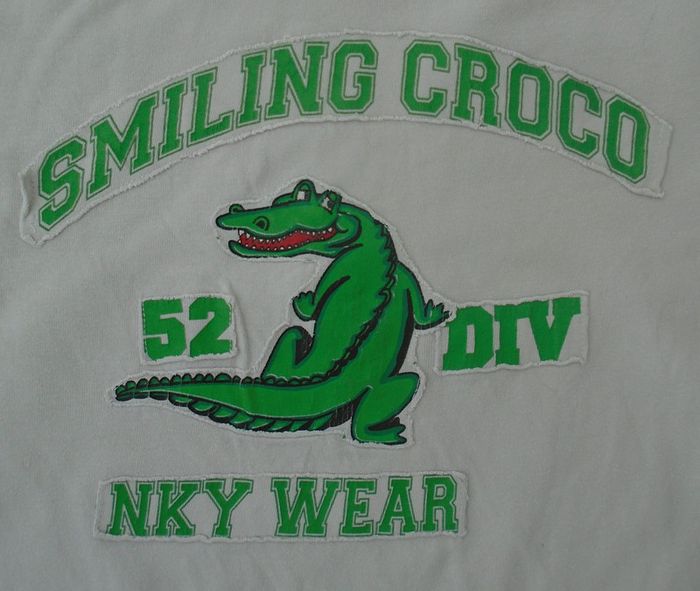 SMILING CROCO
52 DIV
NKY WEAR